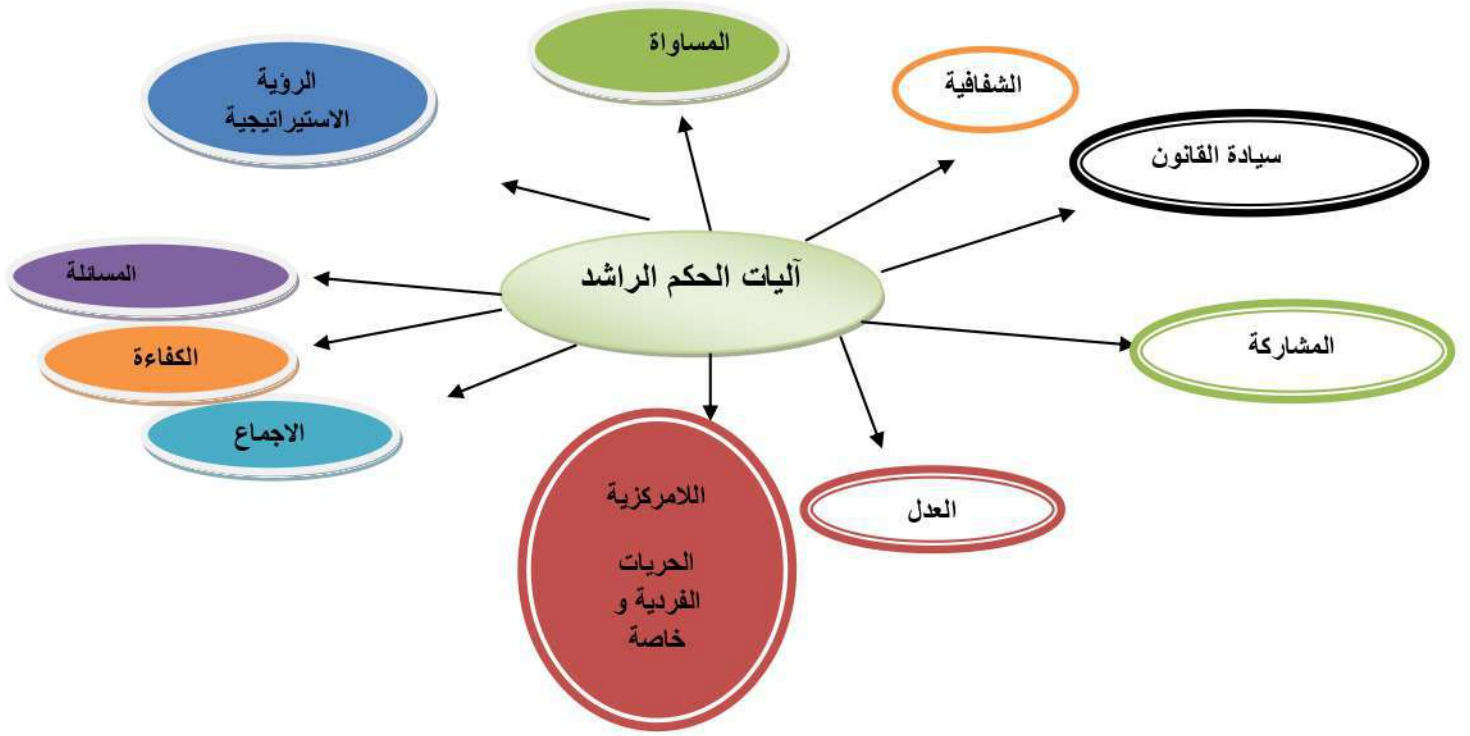 المساواة
الشفافية
الرؤية
الاستيراتيجية
سيادة القانون
آليات الحكم الراشد
المسائلة
المشاركة
الكفاءة
الاجماع
اللامركزية
العدل
الحريات
الفردية و
خاصة